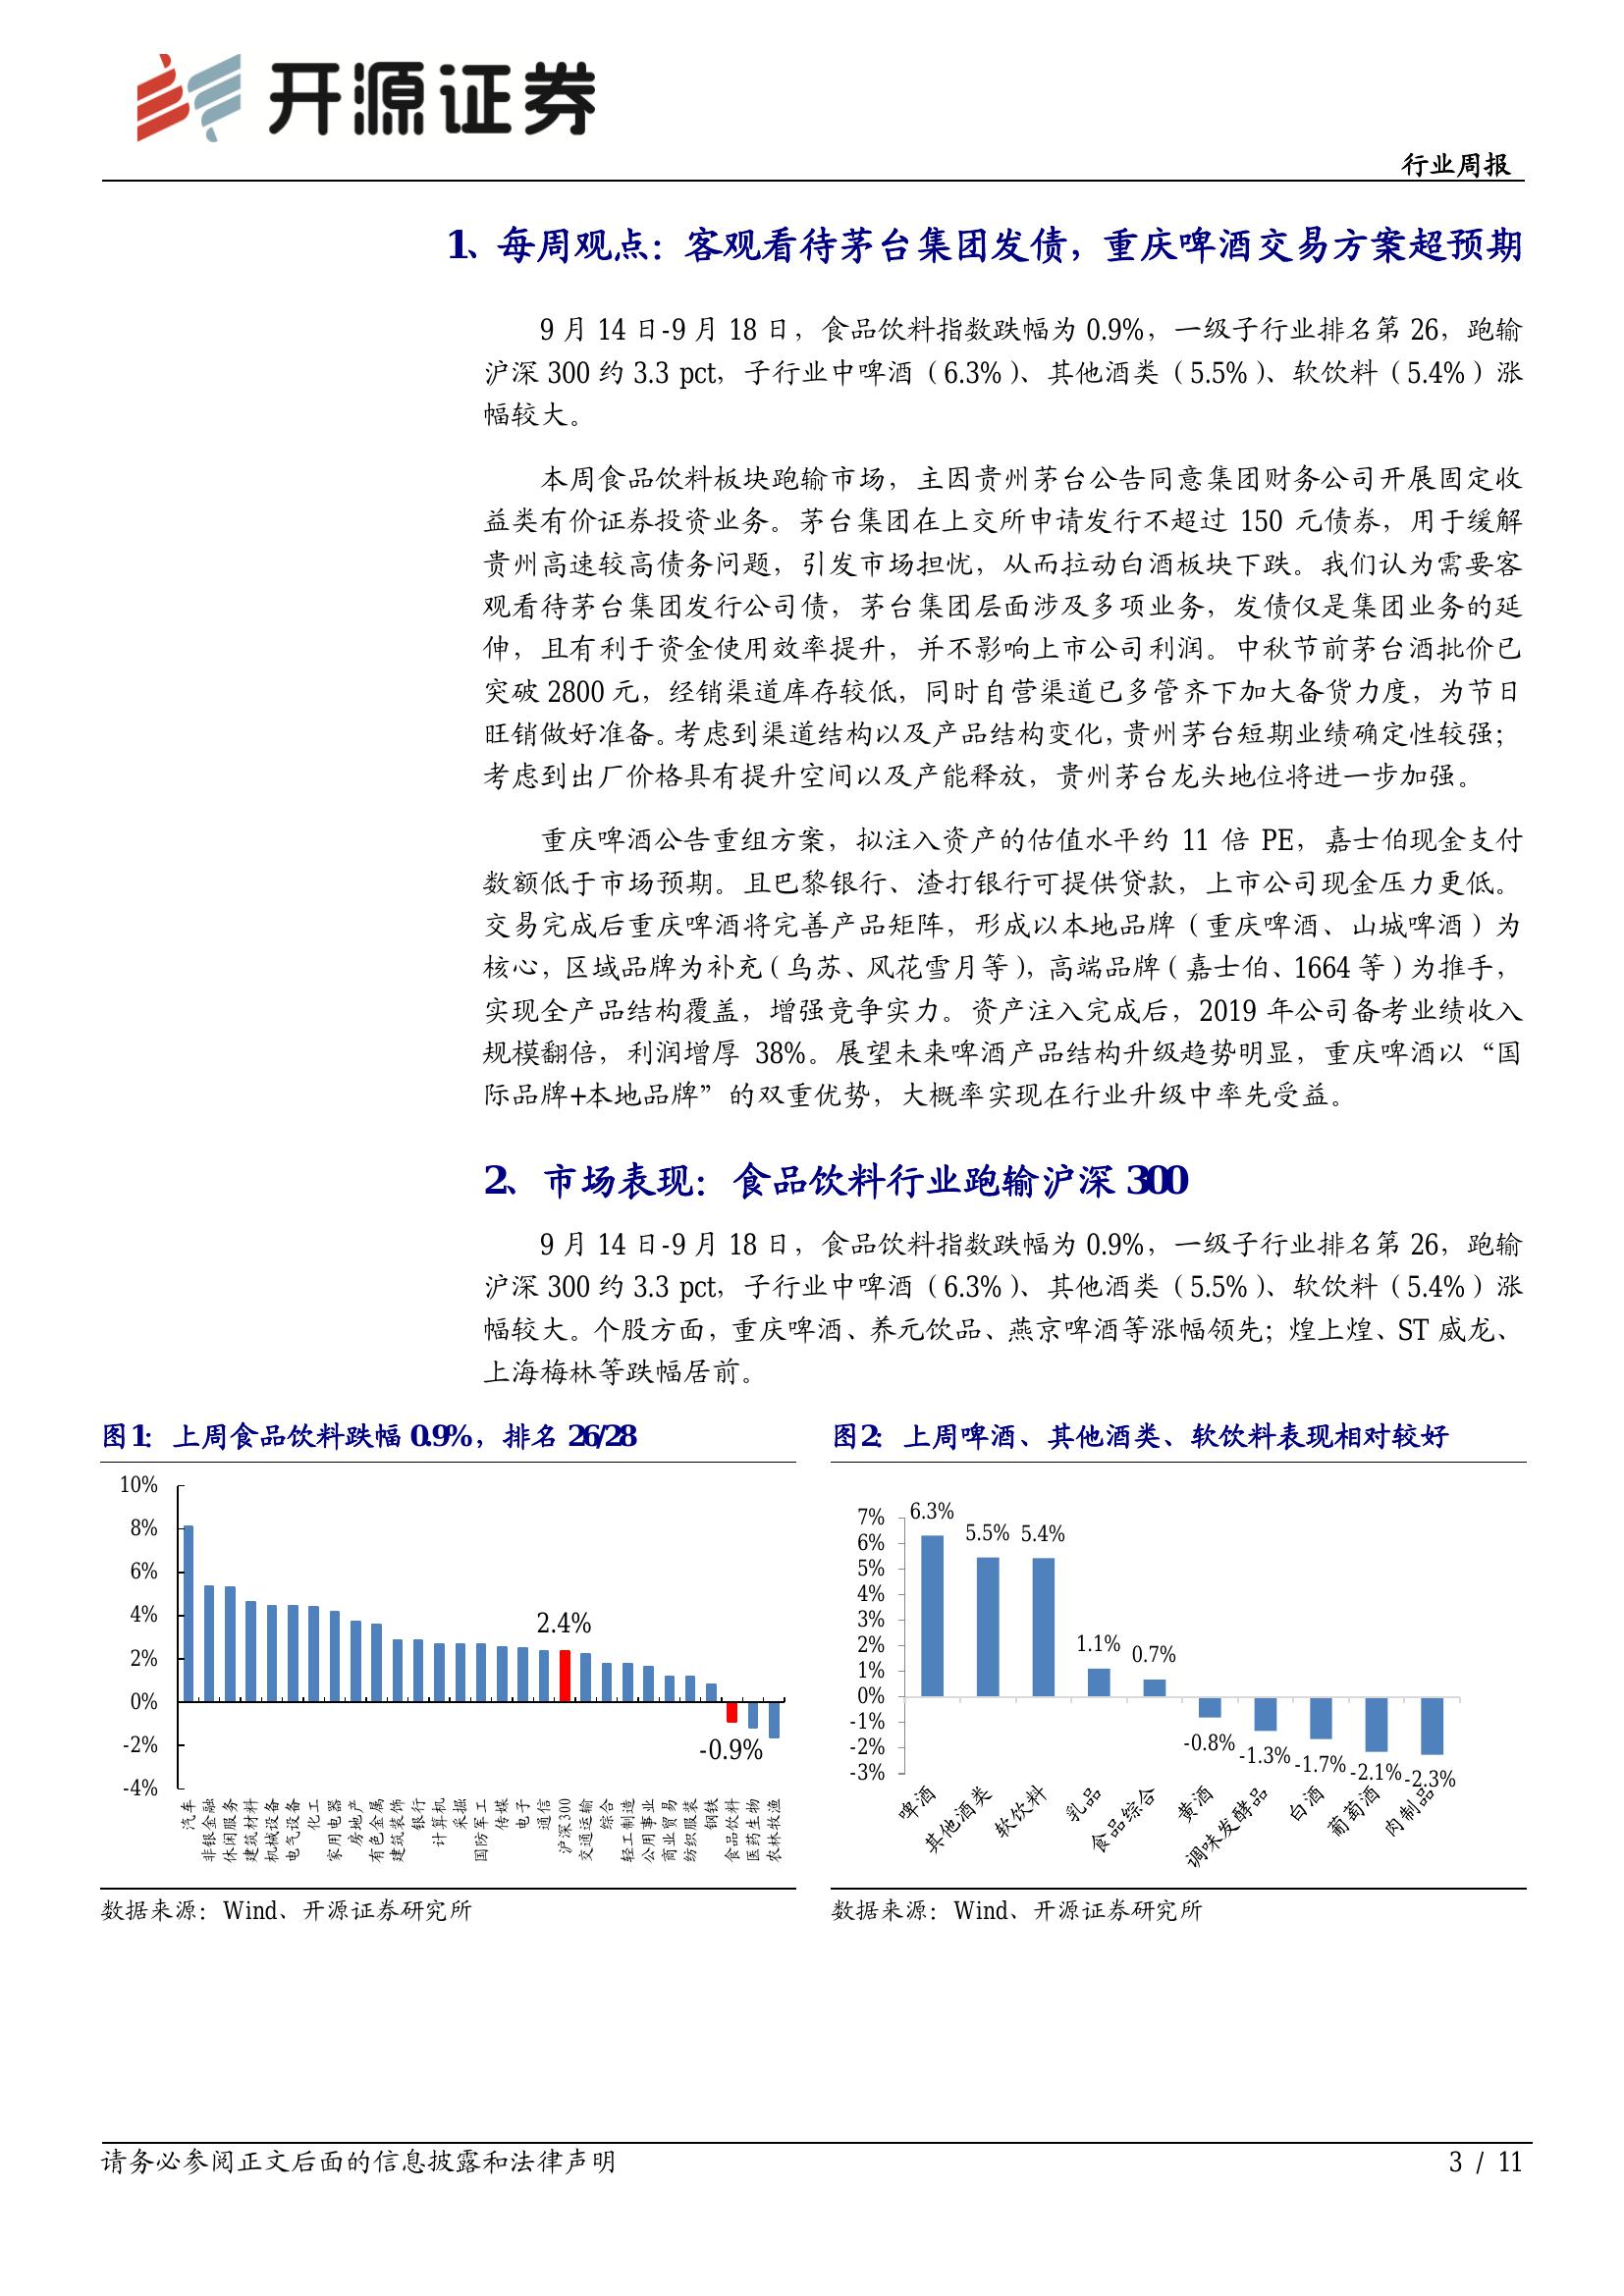 开源证券
行业周报
1、每周观点：客观看待茅台集团发债，重庆啤酒交易方案超预期
9 月 14 日-9 月 18 日，食品饮料指数跌幅为 0.9%，一级子行业排名第 26，跑输
沪深 300 约 3.3 pct，子行业中啤酒（6.3%）、其他酒类（5.5%）、软饮料（5.4%）涨
幅较大。
本周食品饮料板块跑输市场，主因贵州茅台公告同意集团财务公司开展固定收
益类有价证券投资业务。茅台集团在上交所申请发行不超过 150 元债券，用于缓解
贵州高速较高债务问题，引发市场担忧，从而拉动白酒板块下跌。我们认为需要客
观看待茅台集团发行公司债，茅台集团层面涉及多项业务，发债仅是集团业务的延
伸，且有利于资金使用效率提升，并不影响上市公司利润。中秋节前茅台酒批价已
突破 2800 元，经销渠道库存较低，同时自营渠道已多管齐下加大备货力度，为节日
旺销做好准备。考虑到渠道结构以及产品结构变化，贵州茅台短期业绩确定性较强；
考虑到出厂价格具有提升空间以及产能释放，贵州茅台龙头地位将进一步加强。
重庆啤酒公告重组方案，拟注入资产的估值水平约 11 倍 PE，嘉士伯现金支付
数额低于市场预期。且巴黎银行、渣打银行可提供贷款，上市公司现金压力更低。
交易完成后重庆啤酒将完善产品矩阵，形成以本地品牌（重庆啤酒、山城啤酒）为
核心，区域品牌为补充（乌苏、风花雪月等），高端品牌（嘉士伯、1664 等）为推手，
实现全产品结构覆盖，增强竞争实力。资产注入完成后，2019 年公司备考业绩收入
规模翻倍，利润增厚 38%。展望未来啤酒产品结构升级趋势明显，重庆啤酒以“国
际品牌+本地品牌”的双重优势，大概率实现在行业升级中率先受益。
2、市场表现：食品饮料行业跑输沪深 300
9 月 14 日-9 月 18 日，食品饮料指数跌幅为 0.9%，一级子行业排名第 26，跑输
沪深 300 约 3.3 pct，子行业中啤酒（6.3%）、其他酒类（5.5%）、软饮料（5.4%）涨
幅较大。个股方面，重庆啤酒、养元饮品、燕京啤酒等涨幅领先；煌上煌、ST 威龙、
上海梅林等跌幅居前。
图1：上周食品饮料跌幅 0.9%，排名 26/28
10%
8%
6%
4%
2%
0%
-2%
-4%
2.4%
-0.9%
汽车
非银金融
休闲服务
建筑材料
机械设备
电气设备
化工
家用电器
房地产
有色金属
建筑装饰
银行
计算机
采掘
国防军工
传媒
电子
通信
沪深300
交通运输
综合
轻工制造
公用事业
商业贸易
纺织服装
钢铁
食品饮料
医药生物
农林牧渔
数据来源：Wind、开源证券研究所
图2：上周啤酒、其他酒类、软饮料表现相对较好
7%
6%
5%
4%
3%
2%
1%
0%
-1%
-2%
-3%
6.3%
5.5%
5.4%
1.1%
0.7%
-0.8%
-1.3%
-1.7%
-2.1%
-2.3%
啤酒
其他酒类
软饮料
乳品
食品综合
黄酒
调味发酵品
白酒
葡萄酒
肉制品
数据来源：Wind、开源证券研究所
请务必参阅正文后面的信息披露和法律声明
3 / 11